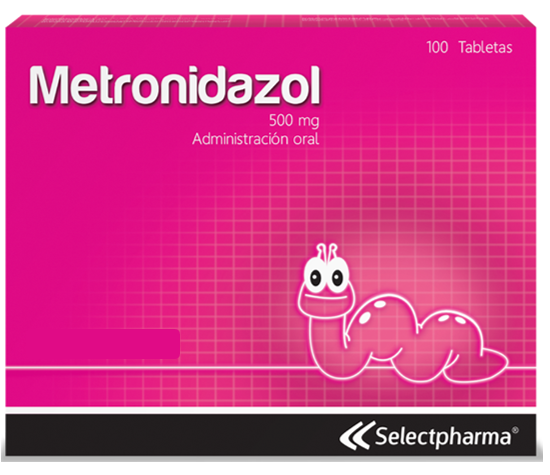 100 Tabletas
Metronidazol
500 mg
Administración oral
Selectpharma®